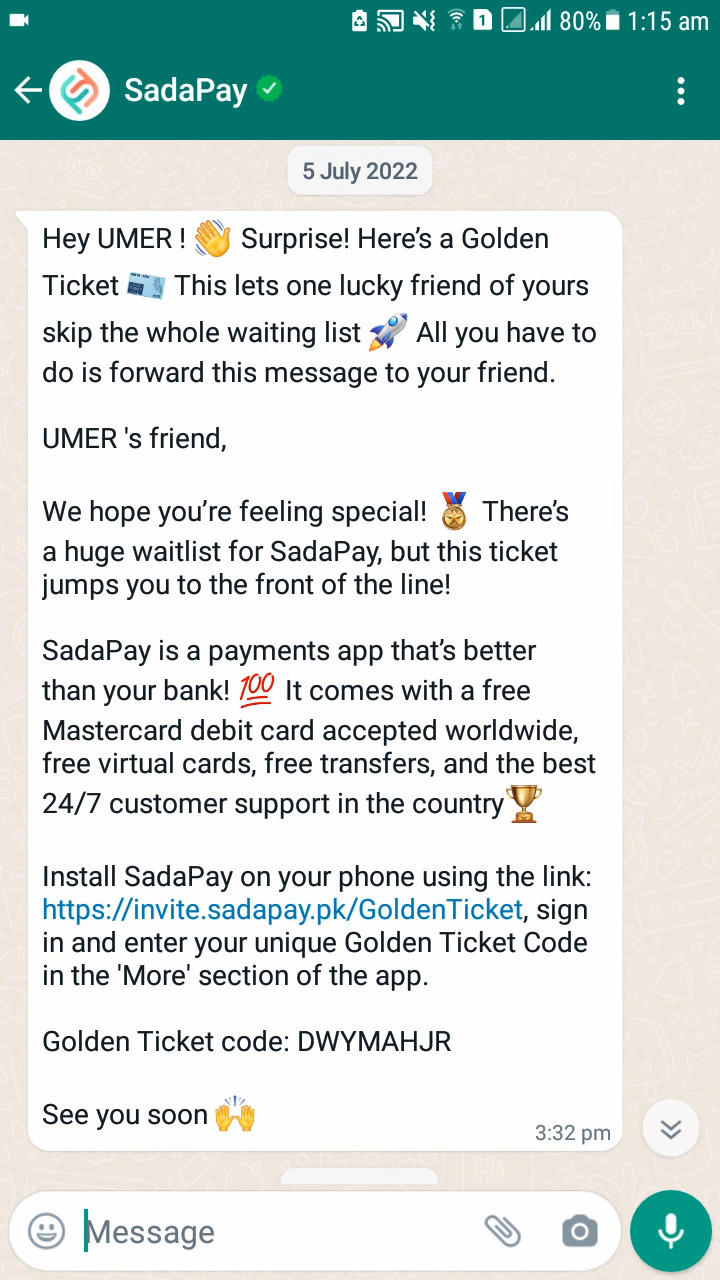 80% 1:15 am
SadaPay
5 July 2022
Hey UMER ! 👋 Surprise! Here's a Golden
Ticket This lets one lucky friend of yours
skip the whole waiting list 🚀 All you have to
do is forward this message to your friend.
UMER 's friend,
We hope you're feeling special! 🏅 There's
a huge waitlist for SadaPay, but this ticket
jumps you to the front of the line!
SadaPay is a payments app that's better
than your bank! 💯 It comes with a free
Mastercard debit card accepted worldwide,
free virtual cards, free transfers, and the best
24/7 customer support in the country🏆
Install SadaPay on your phone using the link:
https://invite.sadapay.pk/GoldenTicket, sign
in and enter your unique Golden Ticket Code
in the 'More' section of the app.
Golden Ticket code: DWYMAHJR
See you soon 🙌
3:32 pm
Message